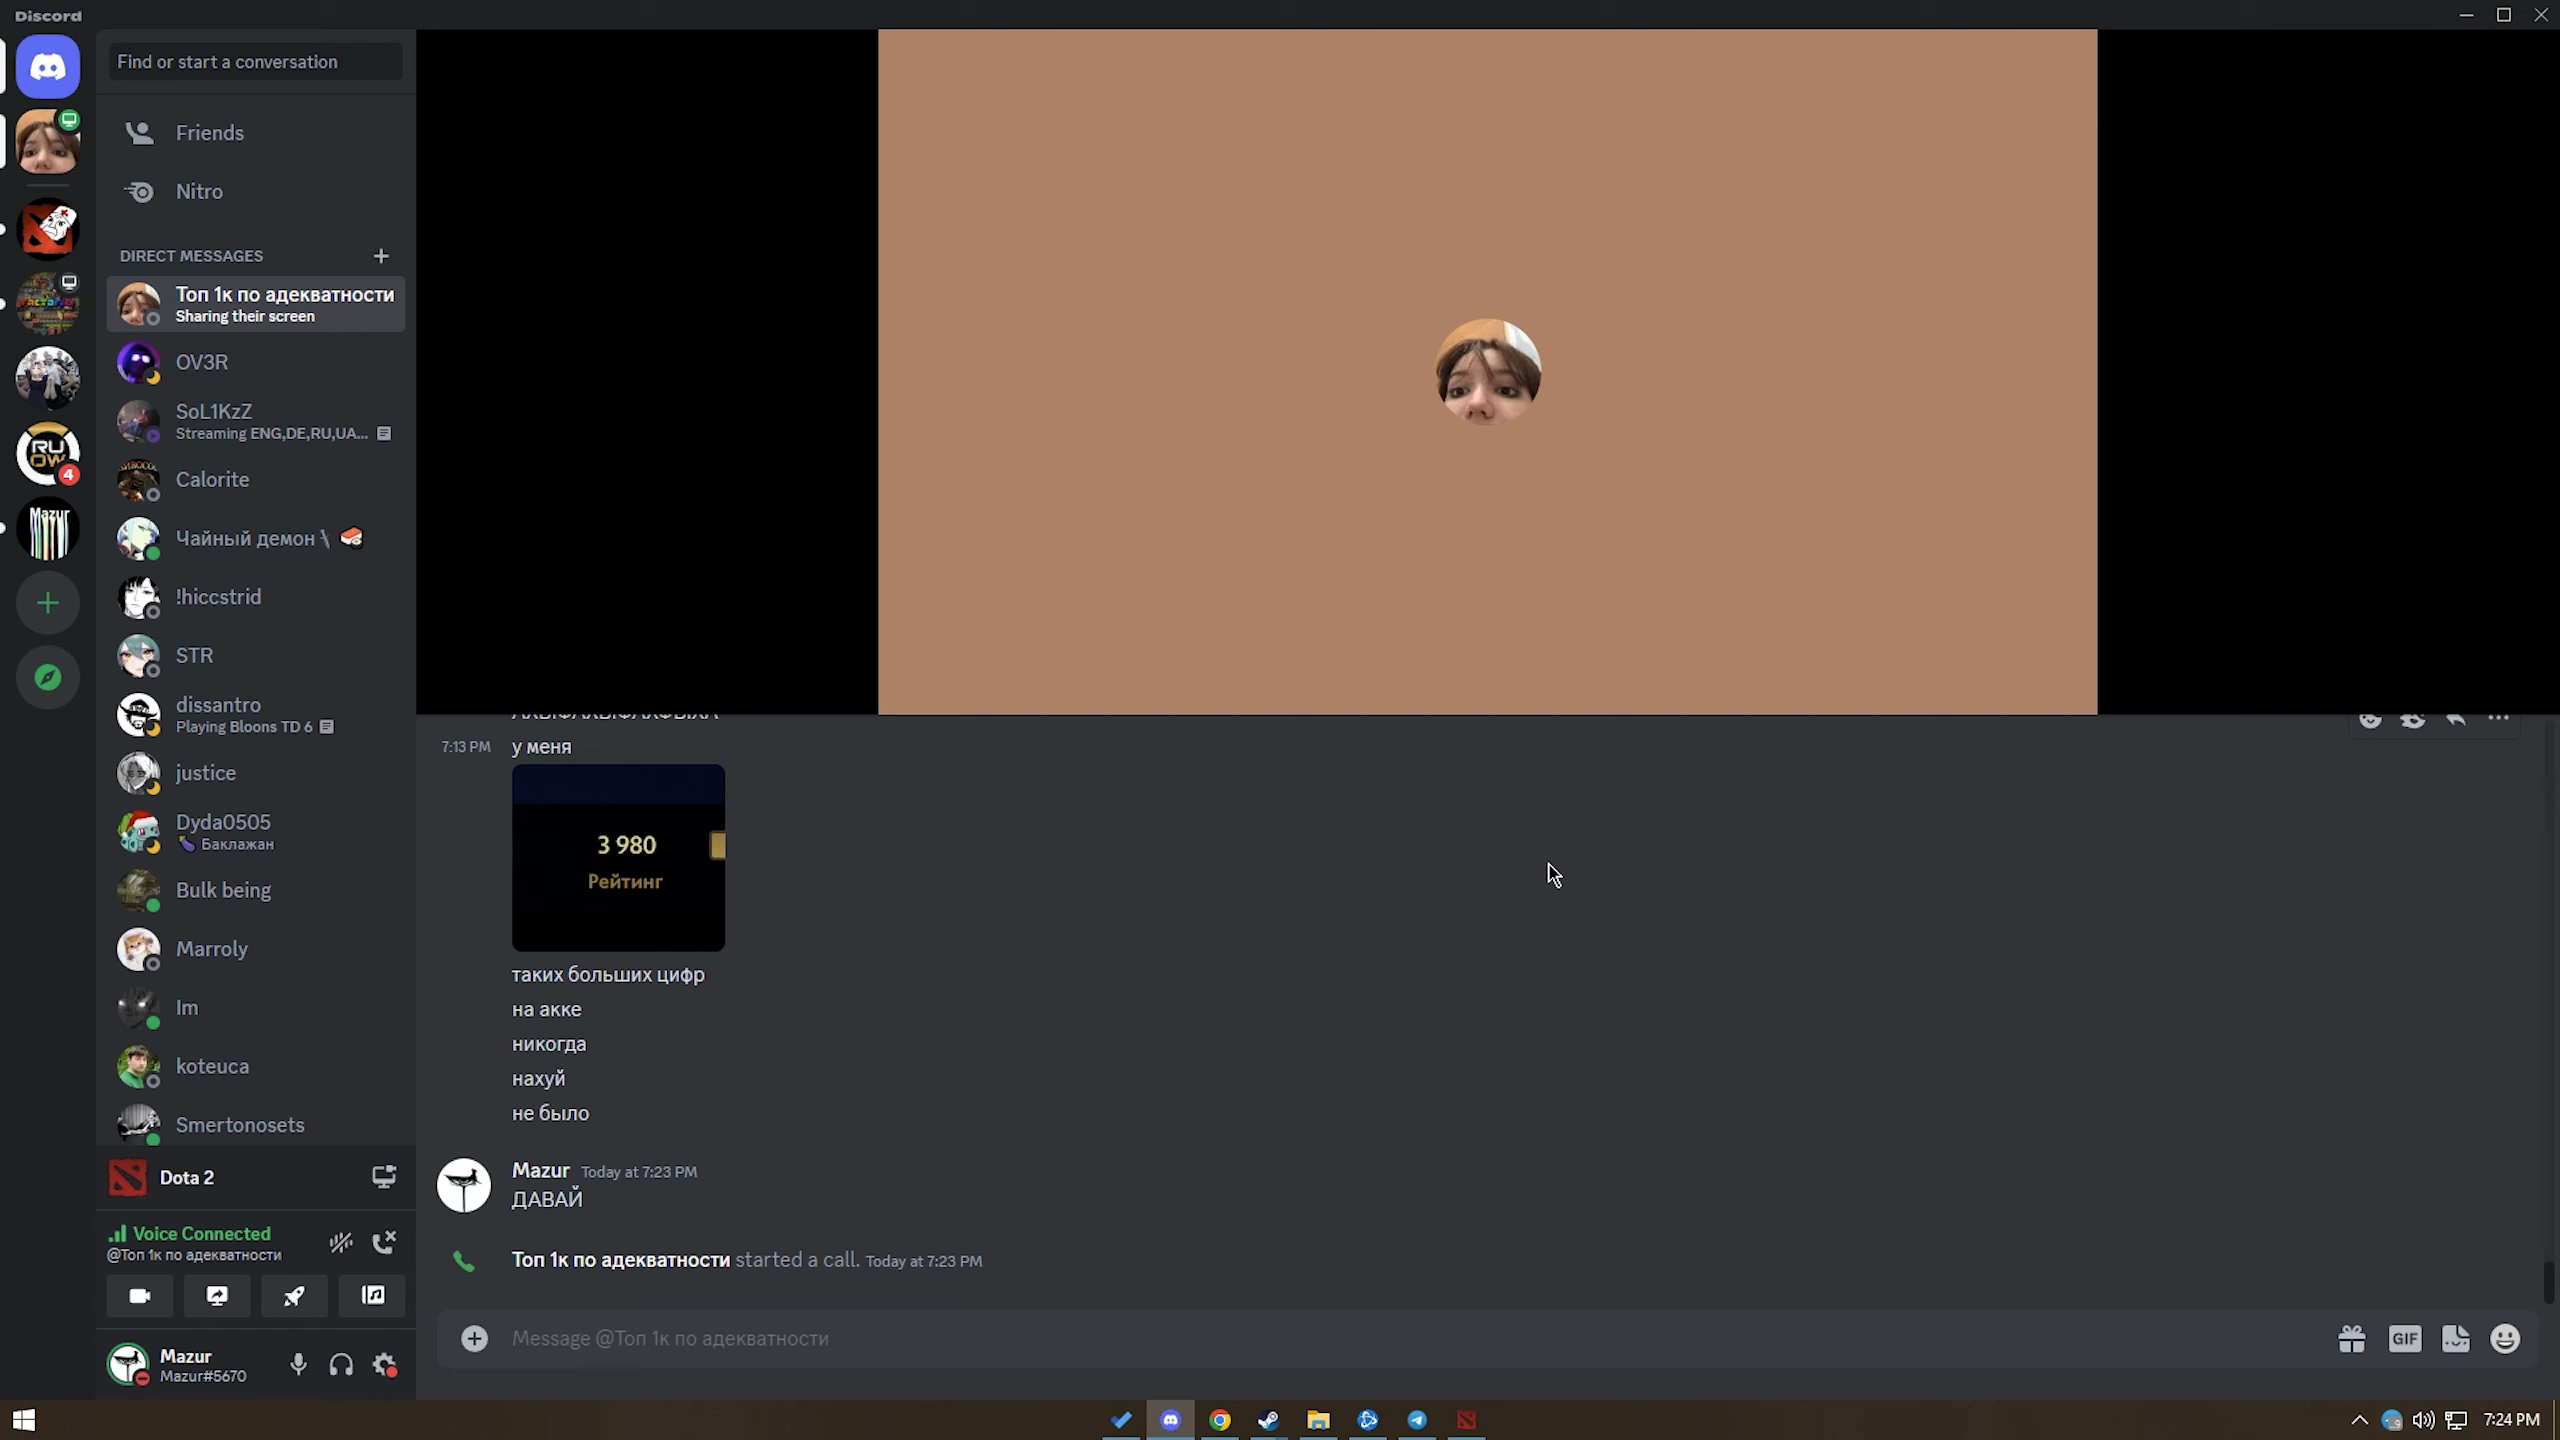 Discord
Find or start a conversation
Friends
Nitro
DIRECT MESSAGES
Топ 1к по адекватности
Sharing their screen
OV3R
SoL1KzZ
Streaming ENG,DE,RU,UA...
Calorite
Чайный демон
!hiccstrid
STR
dissantro
Playing Bloons TD 6
justice
Dyda0505
Баклажан
Bulk being
Marroly
Im
koteuca
Smertonosets
RU
OW
4
Mazur
Dota 2
Voice Connected
@Топ 1к по адекватности
Mazur
Mazur#5670
7:13 PM у меня
3 980
Рейтинг
таких больших цифр
на акке
никогда
нахуй
не было
Mazur Today at 7:23 PM
ДАВАЙ
Топ 1к по адекватности started a call. Today at 7:23 PM
Message @Топ 1к по адекватности
GIF
7:24 PM